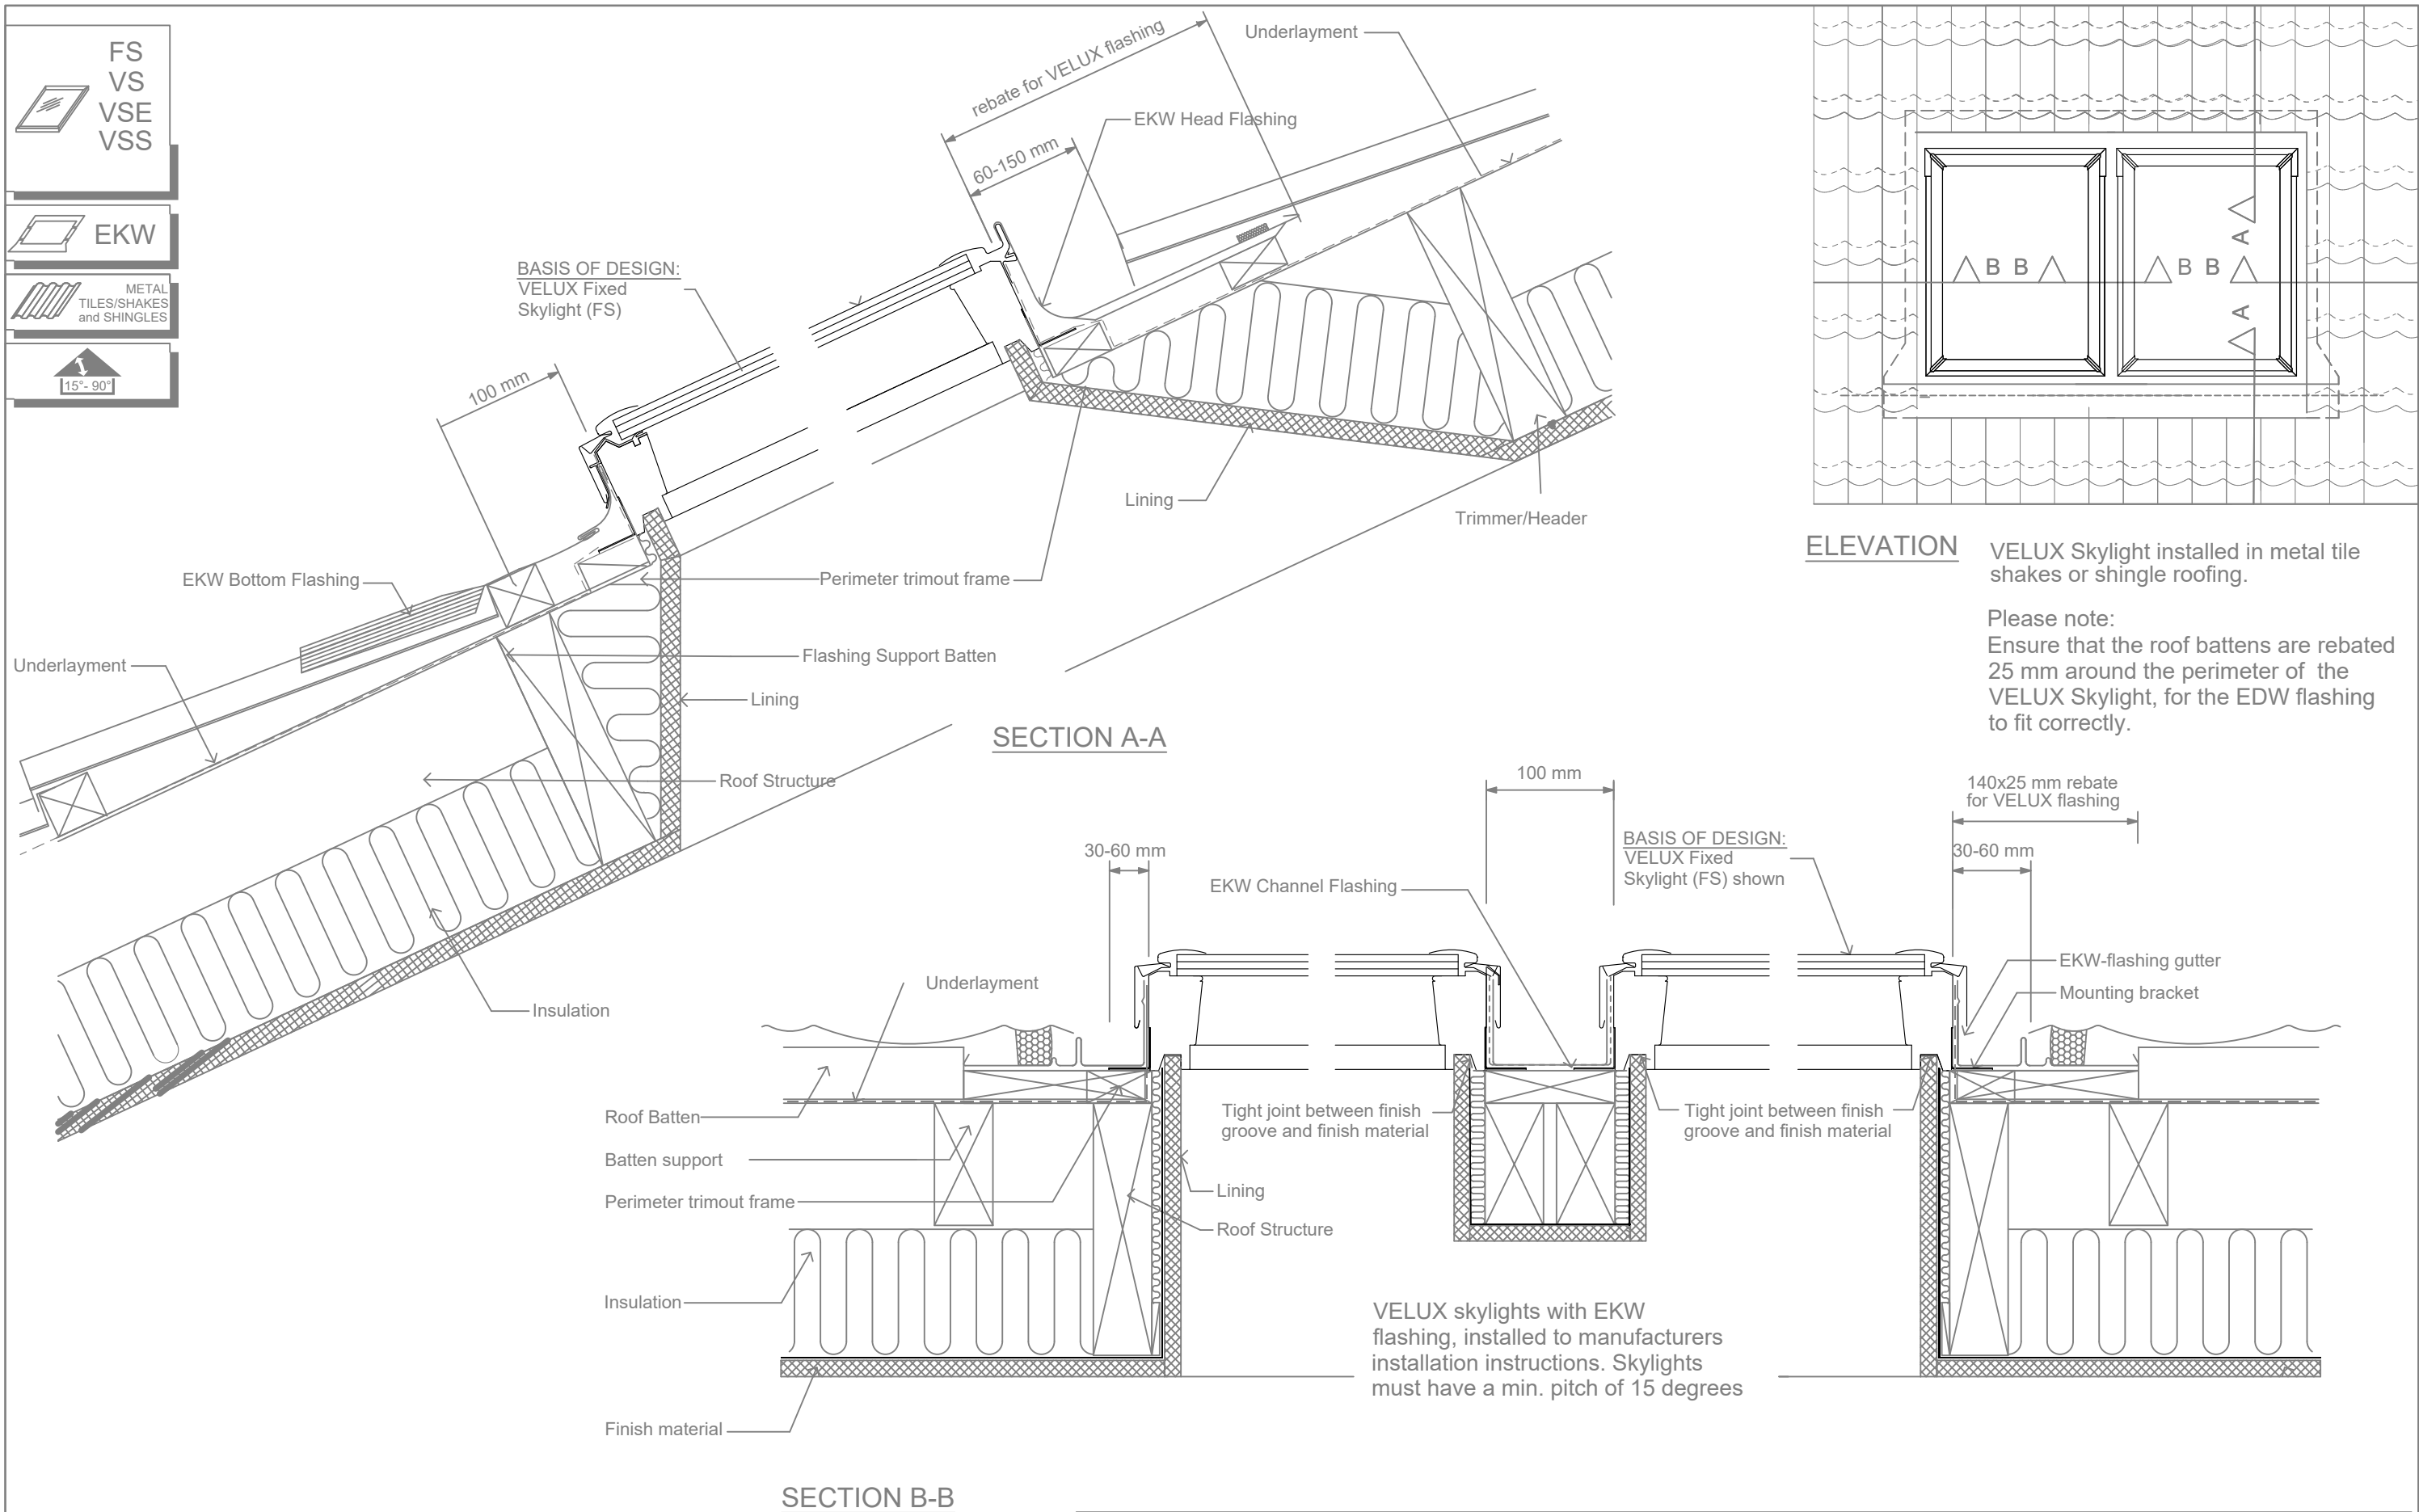 FS
VS
VSE
VSS
EKW
METAL
TILES/SHAKES
and SHINGLES
15°- 90°
rebate for VELUX flashing
60-150 mm
Underlayment
EKW Head Flashing
BASIS OF DESIGN:
VELUX Fixed
Skylight (FS)
100 mm
Lining
Trimmer/Header
EKW Bottom Flashing
Perimeter trimout frame
Underlayment
Flashing Support Batten
Lining
Roof Structure
Insulation
SECTION A-A
B B
B B
A
A
ELEVATION
VELUX Skylight installed in metal tile
shakes or shingle roofing.
Please note:
Ensure that the roof battens are rebated
25 mm around the perimeter of the
VELUX Skylight, for the EDW flashing
to fit correctly.
100 mm
140x25 mm rebate
for VELUX flashing
30-60 mm
BASIS OF DESIGN:
VELUX Fixed
Skylight (FS) shown
30-60 mm
EKW Channel Flashing
EKW-flashing gutter
Mounting bracket
Underlayment
Roof Batten
Batten support
Perimeter trimout frame
Tight joint between finish
groove and finish material
Tight joint between finish
groove and finish material
Lining
Roof Structure
Insulation
Finish material
VELUX skylights with EKW
flashing, installed to manufacturers
installation instructions. Skylights
must have a min. pitch of 15 degrees
SECTION B-B